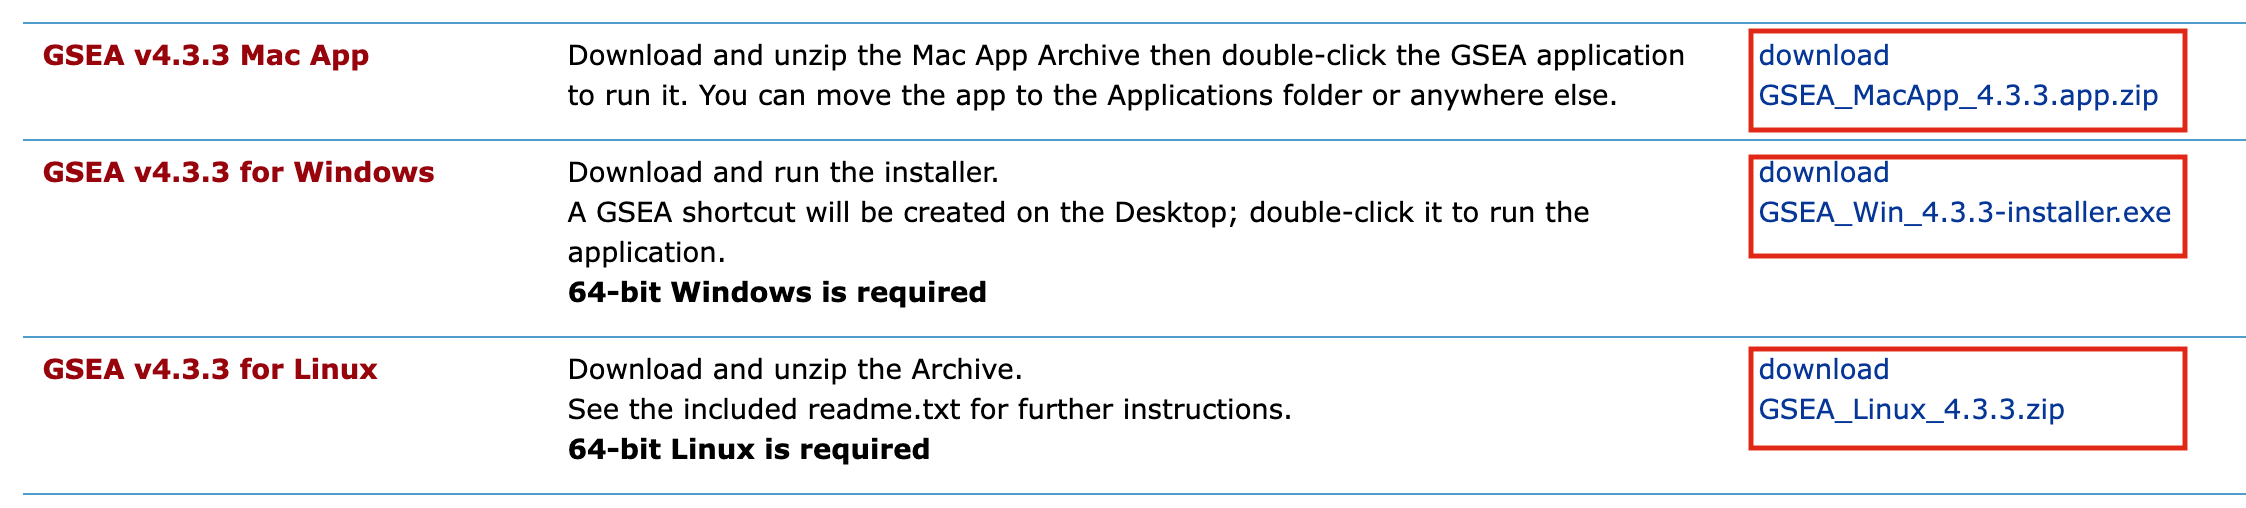 GSEA v4.3.3 Mac App
Download and unzip the Mac App Archive then double-click the GSEA application
to run it. You can move the app to the Applications folder or anywhere else.
download
GSEA_MacApp_4.3.3.app.zip
GSEA v4.3.3 for Windows
Download and run the installer.
A GSEA shortcut will be created on the Desktop; double-click it to run the
application.
64-bit Windows is required
download
GSEA_Win_4.3.3-installer.exe
GSEA v4.3.3 for Linux
Download and unzip the Archive.
See the included readme.txt for further instructions.
64-bit Linux is required
download
GSEA_Linux_4.3.3.zip